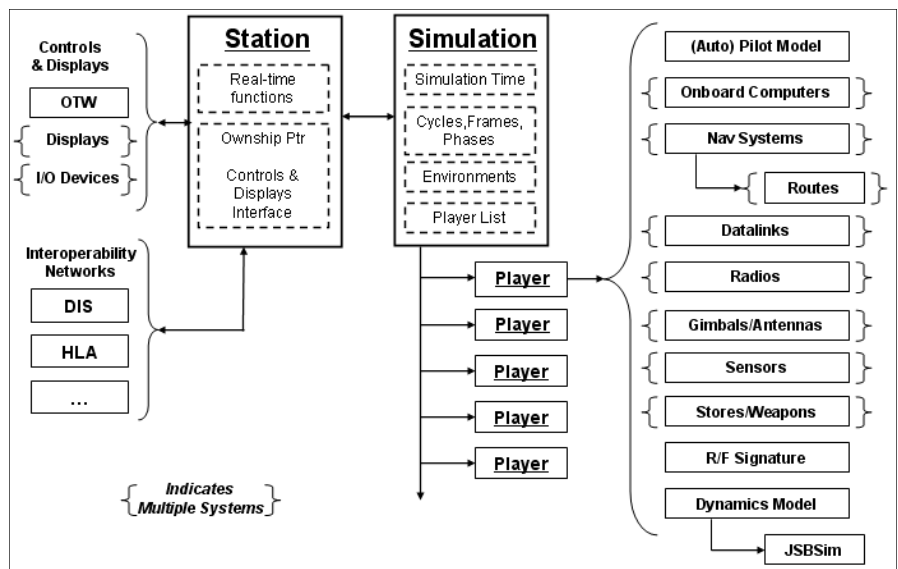 Controls
& Displays
OTW
Displays
I/O Devices
Interoperability
Networks
DIS
HLA
...
Indicates
Multiple Systems
Station
Real-time
functions
Ownship Ptr
Controls &
Displays
Interface
Simulation
Simulation Time
Cycles,Frames,
Phases
Environments
Player List
Player
Player
Player
Player
Player
(Auto) Pilot Model
Onboard Computers
Nav Systems
Routes
Datalinks
Radios
Gimbals/Antennas
Sensors
Stores/Weapons
R/F Signature
Dynamics Model
JSBSim